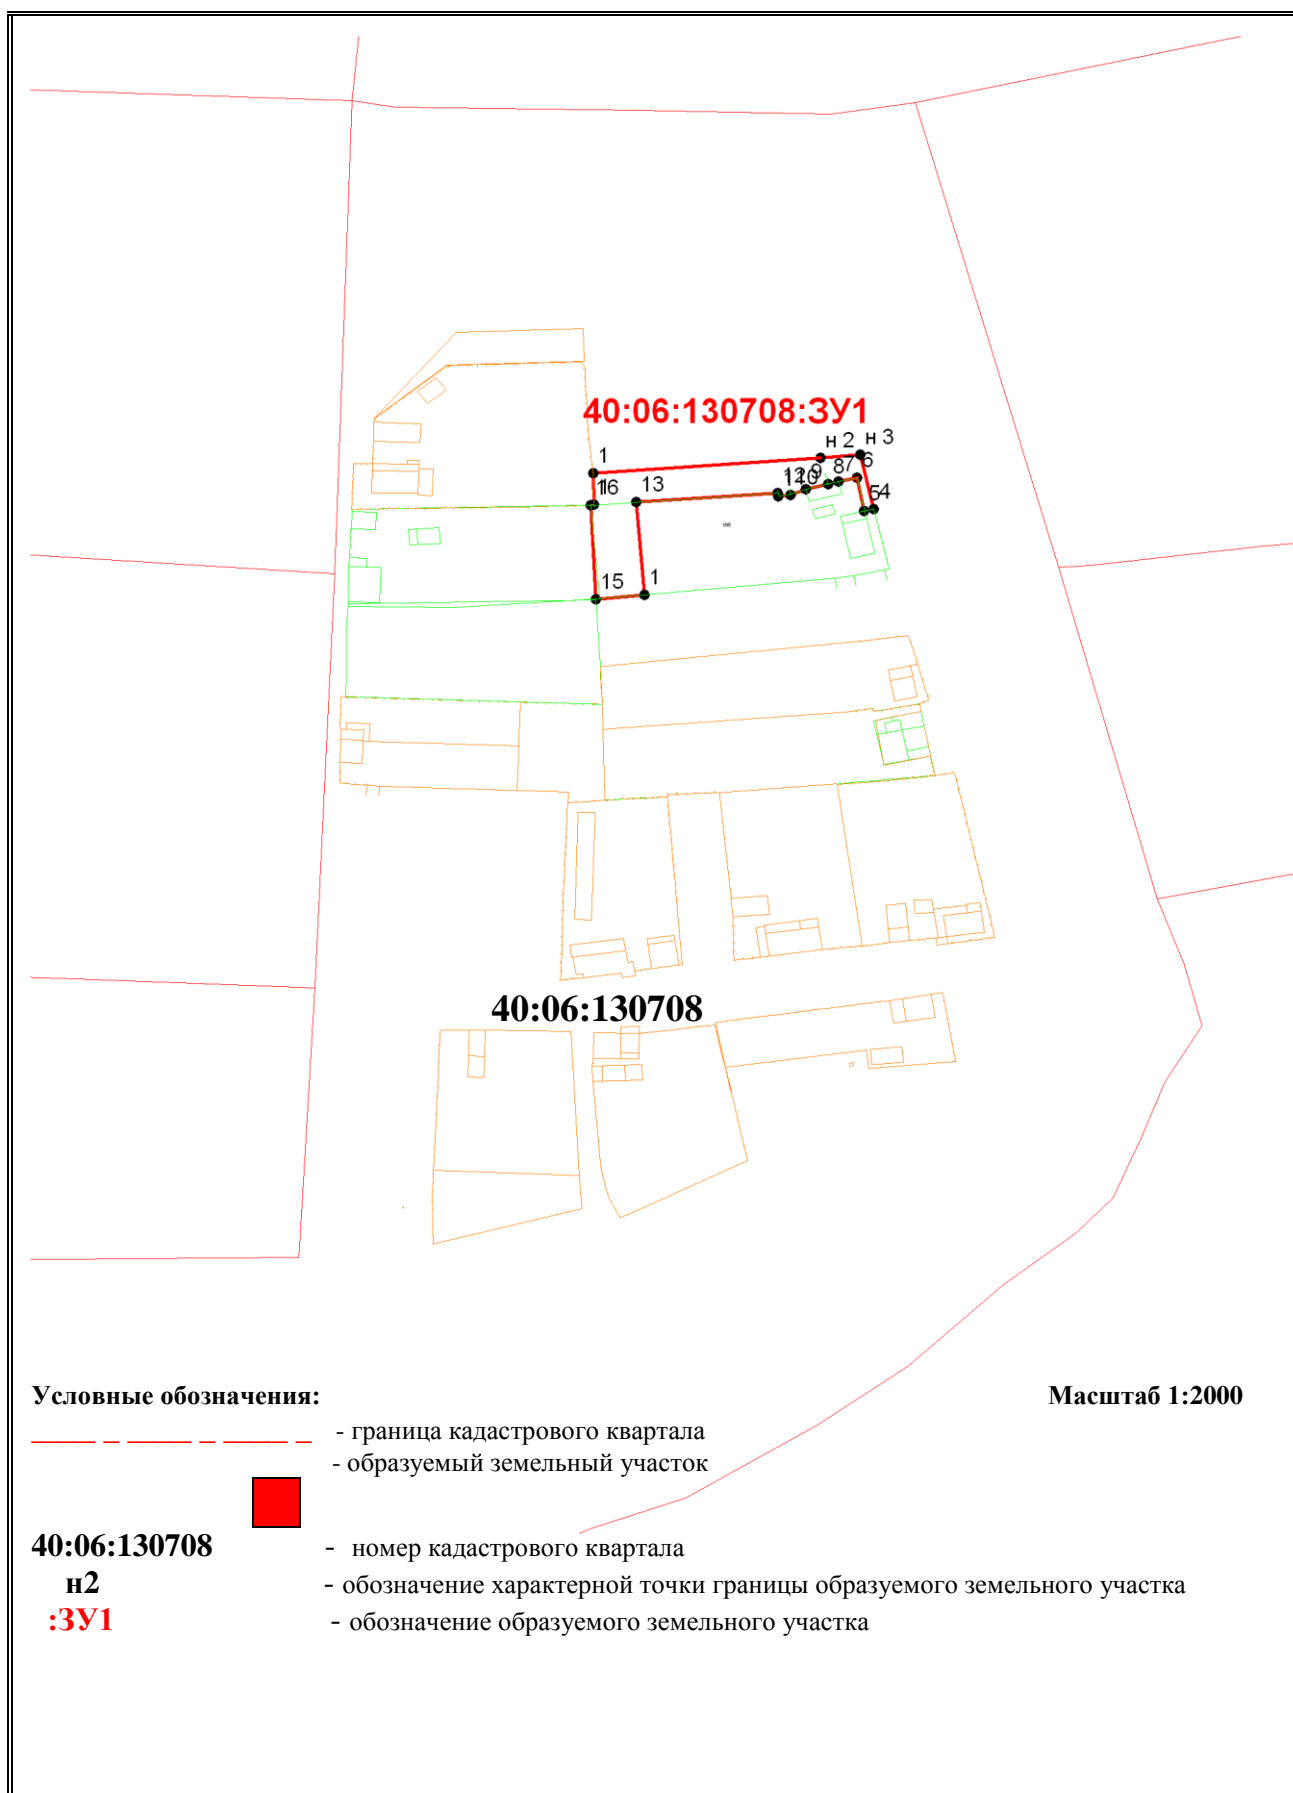 40:06:130708:ЗУ1
н 2
н 3
1
6
7
8
9
10
12
13
16
5
4
15
1
40:06:130708
Условные обозначения:
Масштаб 1:2000
- граница кадастрового квартала
- образуемый земельный участок
40:06:130708 - номер кадастрового квартала
н2 - обозначение характерной точки границы образуемого земельного участка
:ЗУ1 - обозначение образуемого земельного участка